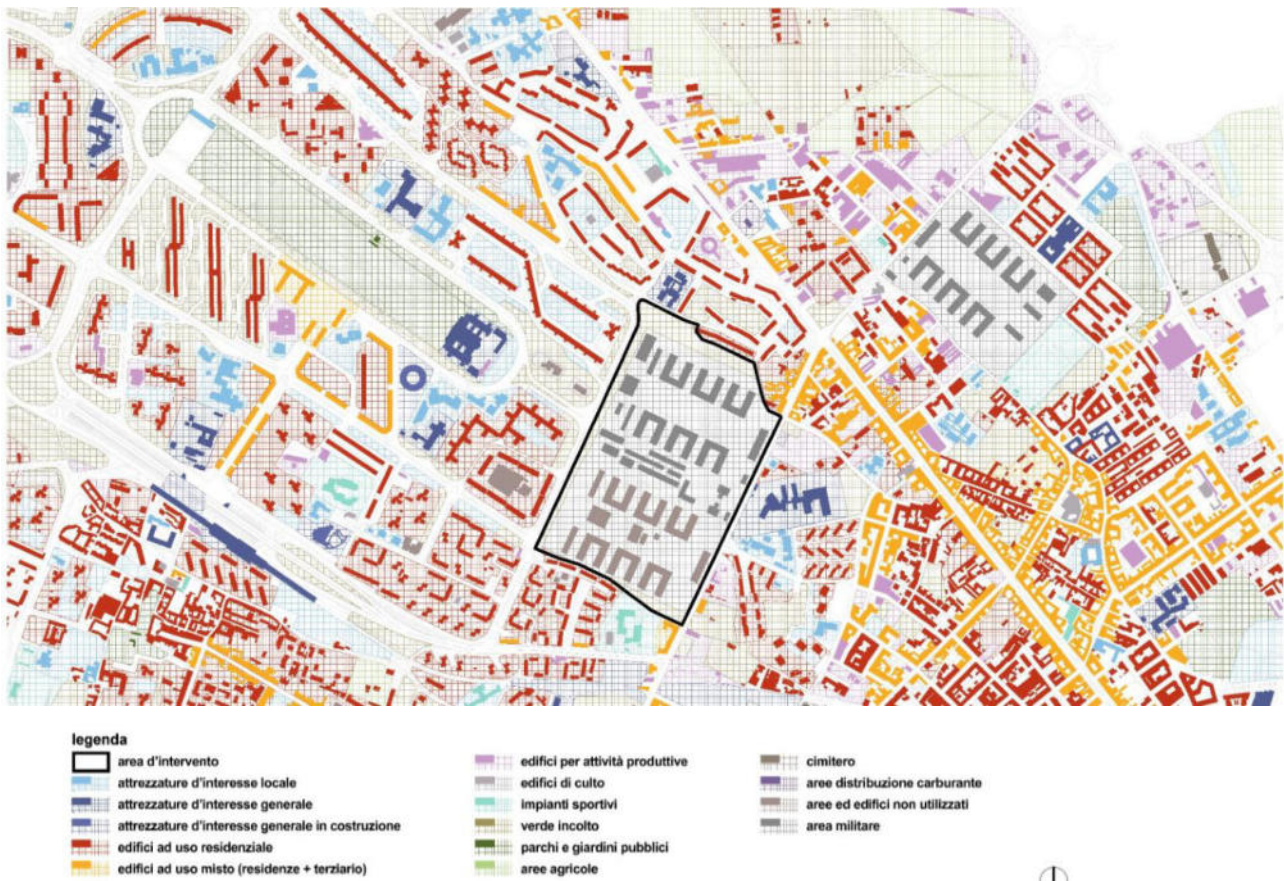 legenda
area d'intervento
attrezzature d'interesse locale
attrezzature d'interesse generale
attrezzature d'interesse generale in costruzione
edifici ad uso residenziale
edifici ad uso misto (residenze + terziario)
edifici per attività produttive
edifici di culto
impianti sportivi
verde incolto
parchi e giardini pubblici
aree agricole
cimitero
aree distribuzione carburante
aree ed edifici non utilizzati
area militare